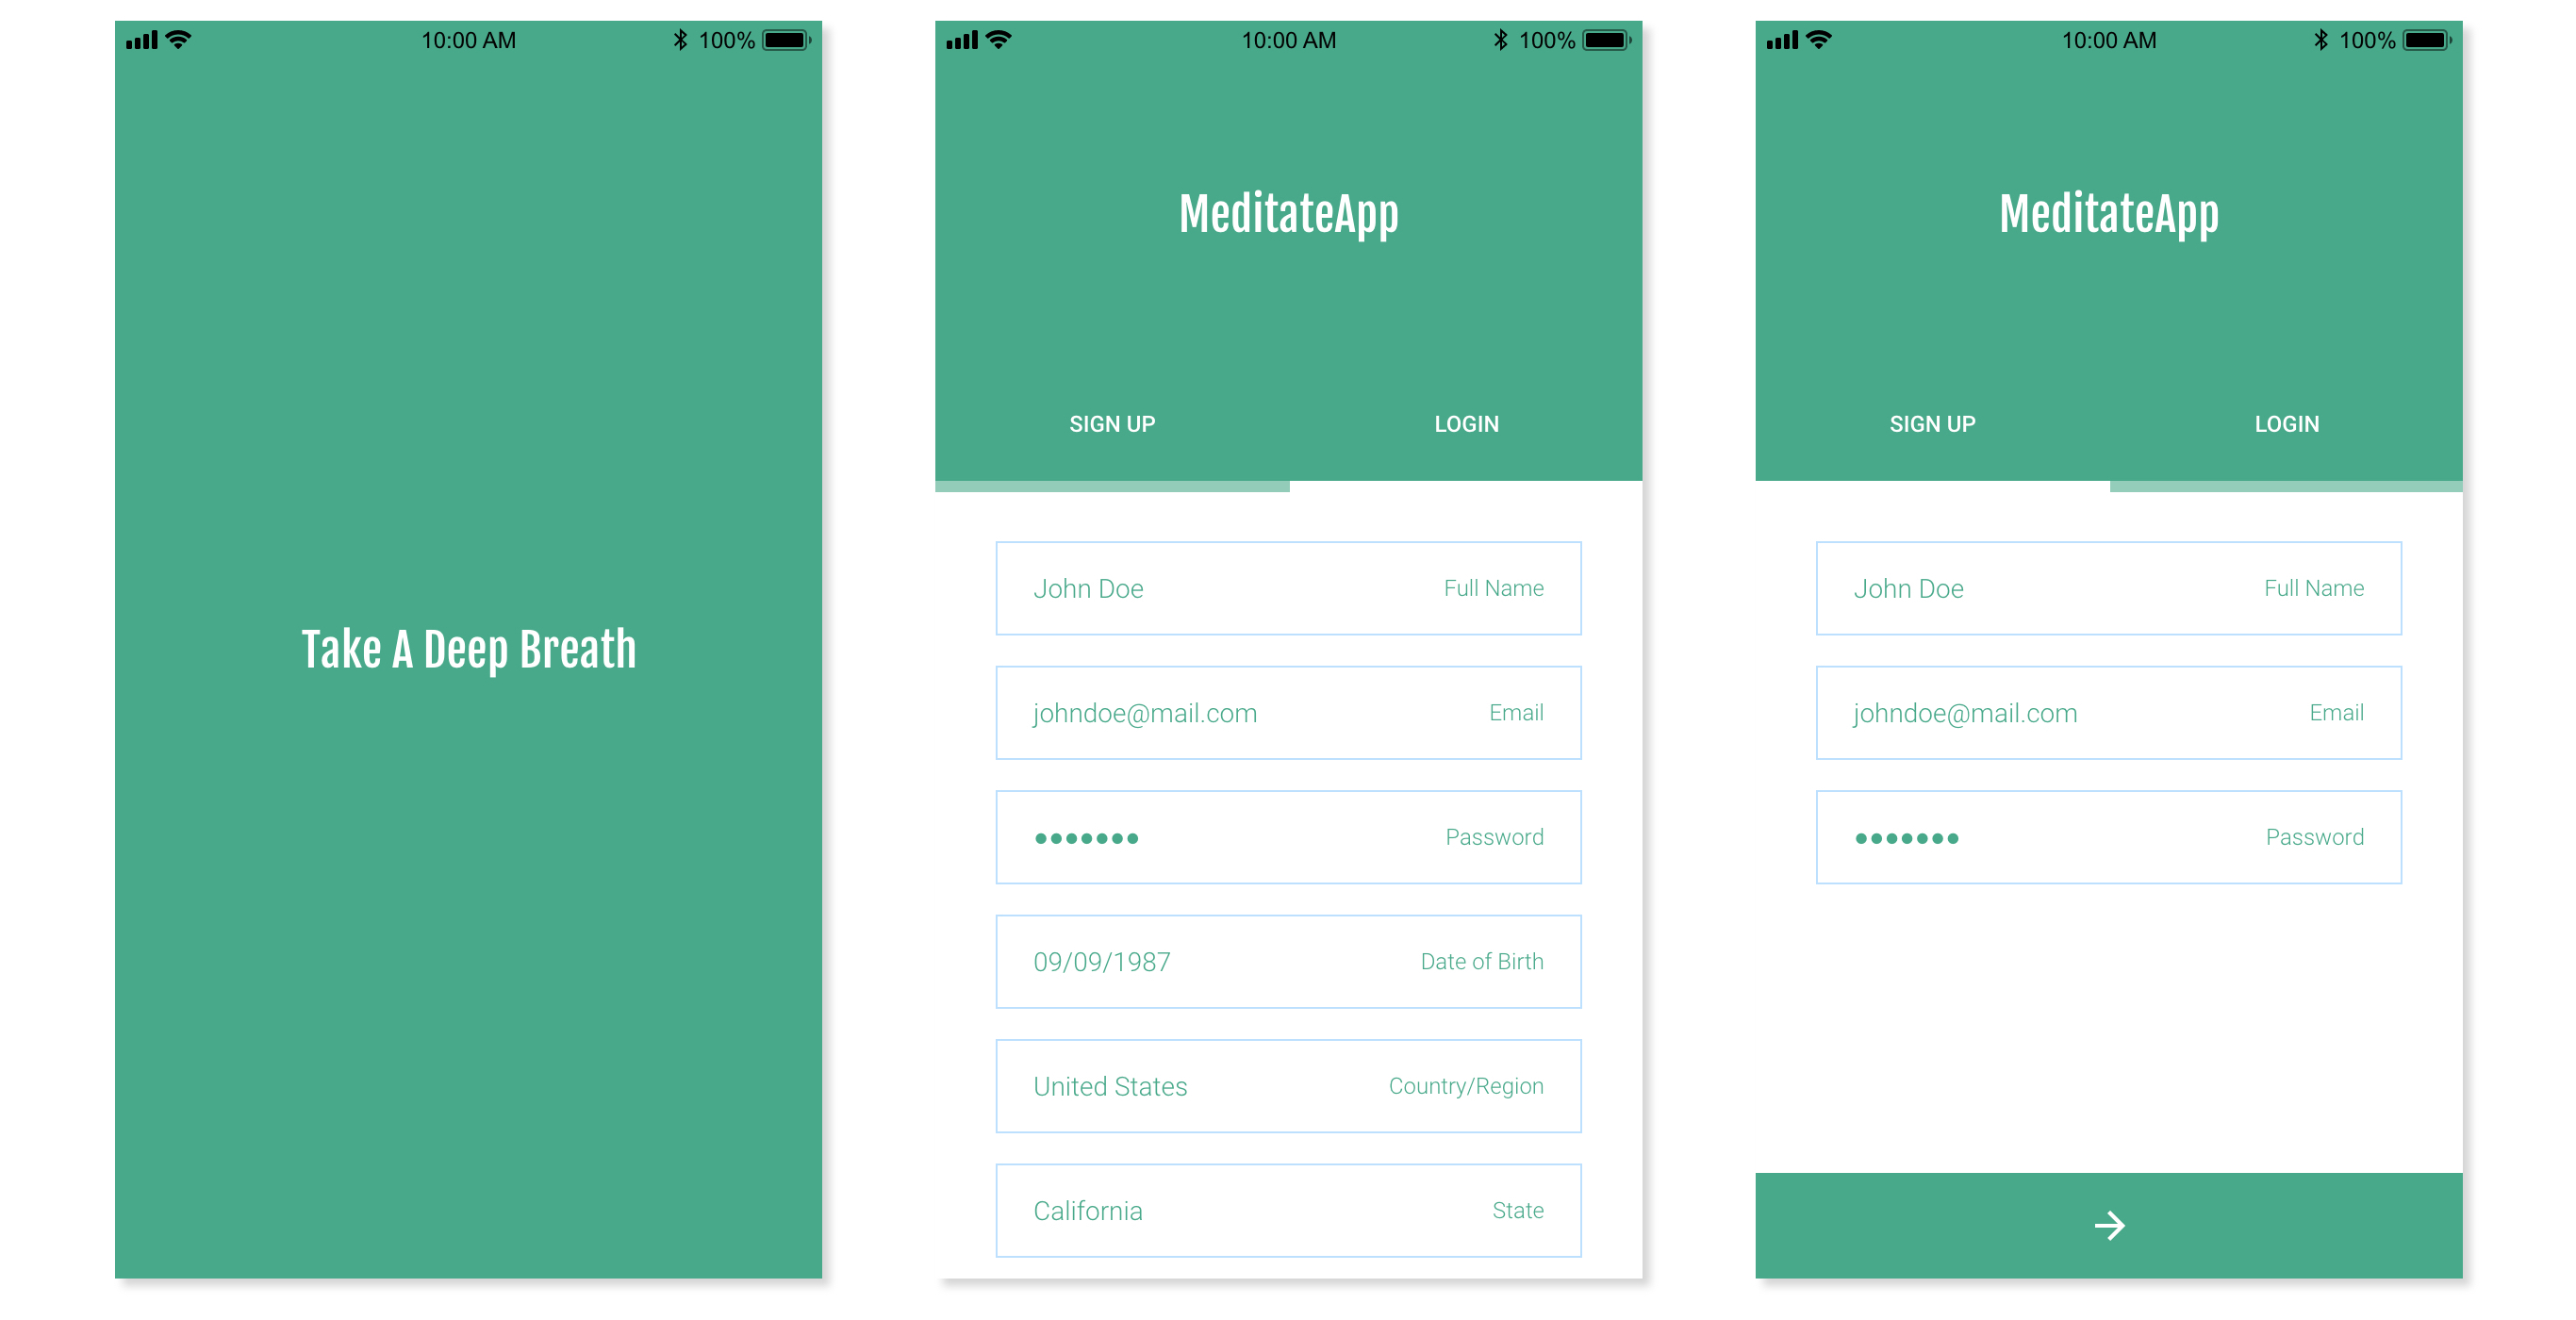 10:00 AM 100%
Take A Deep Breath
10:00 AM 100%
MeditateApp
SIGN UP LOGIN
John Doe Full Name
johndoe@mail.com Email
••••••• Password
09/09/1987 Date of Birth
United States Country/Region
California State
10:00 AM 100%
MeditateApp
SIGN UP LOGIN
John Doe Full Name
johndoe@mail.com Email
••••••• Password